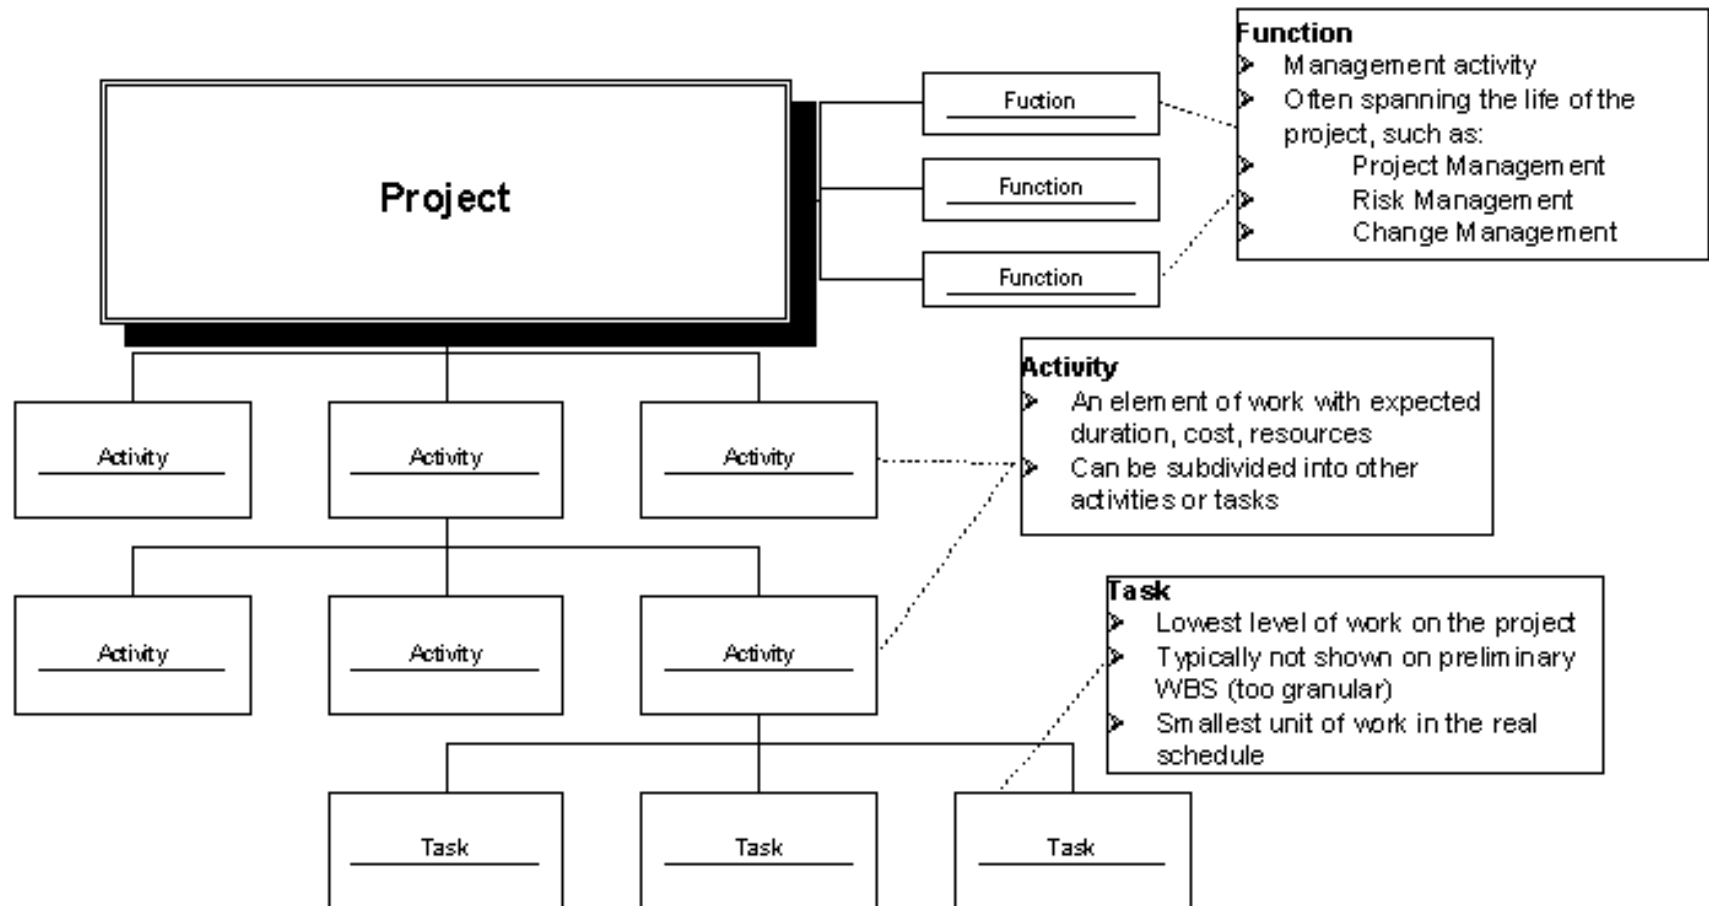 Project
Fuction
Function
Function
Function
Management activity
Often spanning the life of the
project, such as:
Project Management
Risk Management
Change Management
Activity
Activity
Activity
Activity
An element of work with expected
duration, cost, resources
Can be subdivided into other
activities or tasks
Activity
Activity
Activity
Task
Lowest level of work on the project
Typically not shown on preliminary
WBS (too granular)
Smallest unit of work in the real
schedule
Task
Task
Task